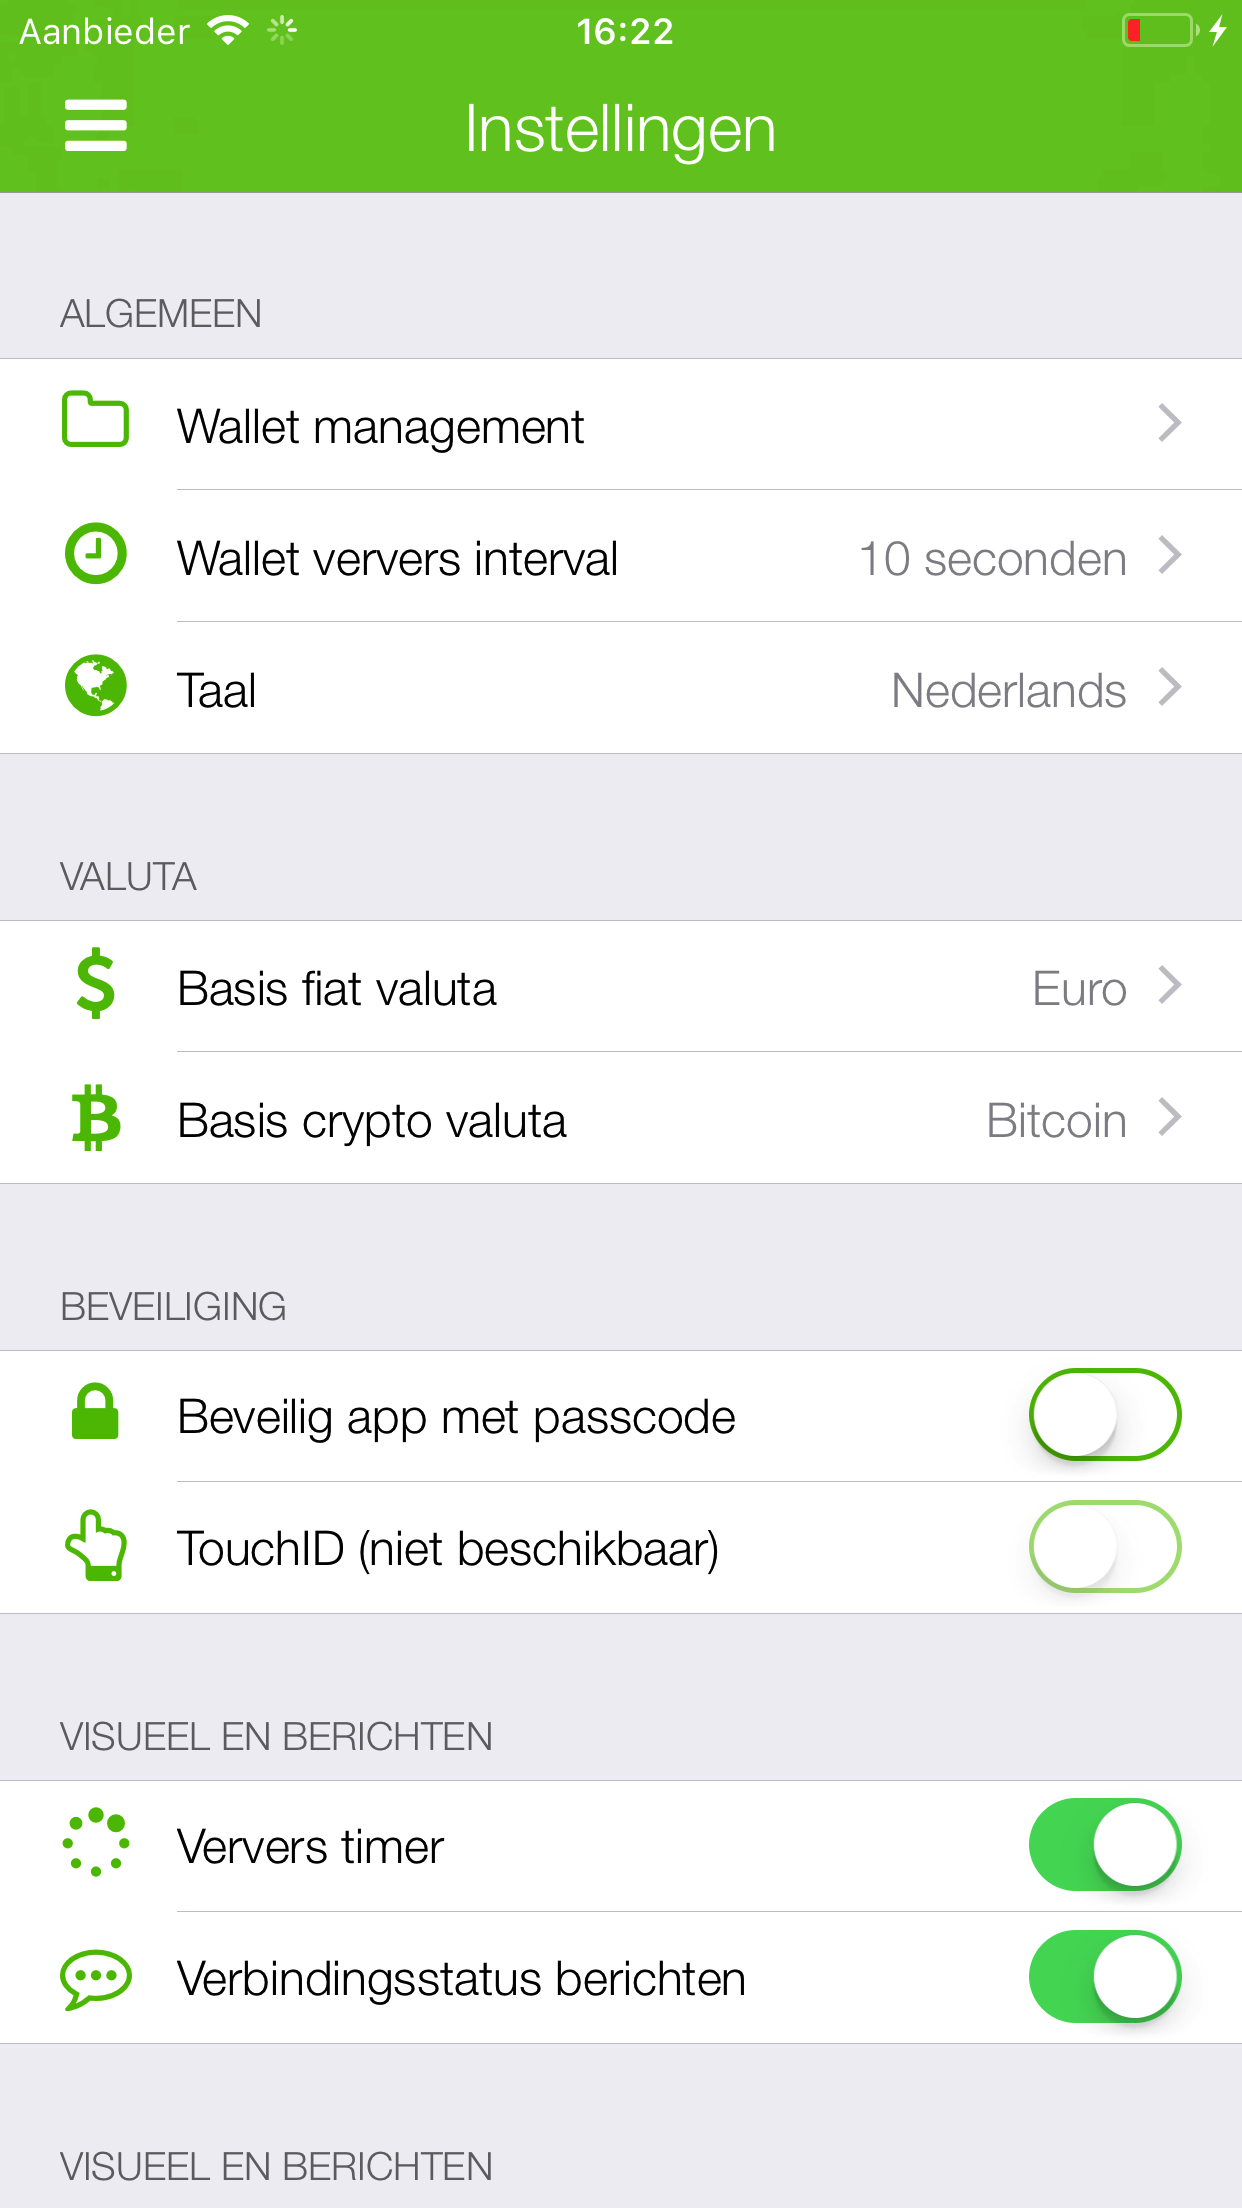 Aanbieder 16:22
Instellingen
ALGEMEEN
Wallet management
Wallet ververs interval 10 seconden
Taal Nederlands
VALUTA
Basis fiat valuta Euro
Basis crypto valuta Bitcoin
BEVEILIGING
Beveilig app met passcode
TouchID (niet beschikbaar)
VISUEEL EN BERICHTEN
Ververs timer
Verbindingsstatus berichten
VISUEEL EN BERICHTEN